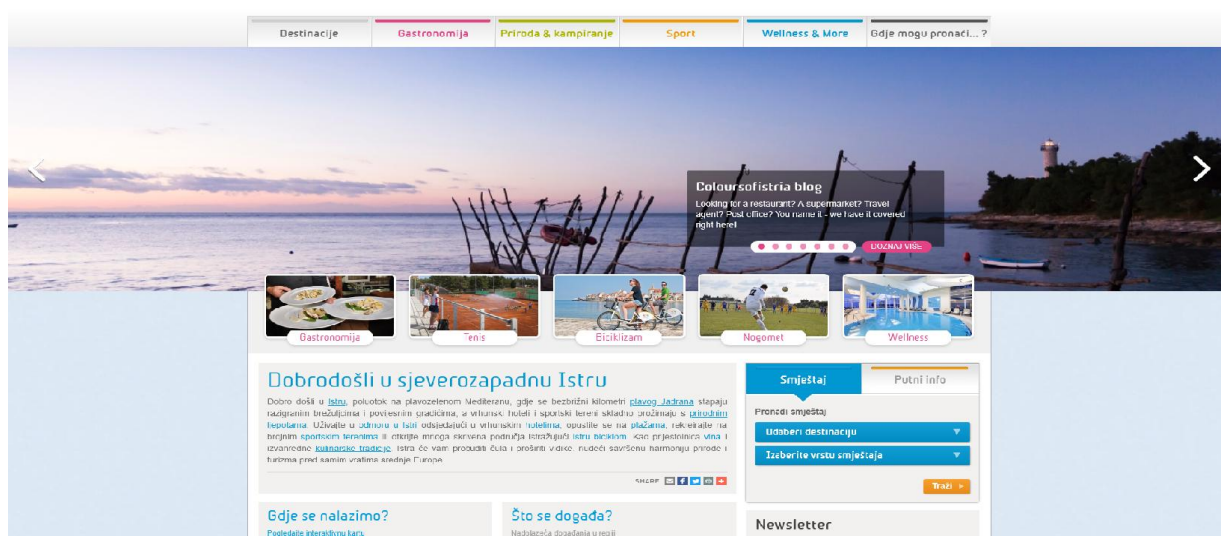 Destinacije
Gastronomija
Priroda & kampiranje
Sport
Wellness & More
Gdje mogu pronaći... ?
Coloursofistria blog
Looking for a restaurant? A supermarket? Travel
agent? Post office? You name it - we have it covered
right here!
DOZNAJ VIŠE
Gastronomija
Tenis
Biciklizam
Nogomet
Wellness
Dobrodošli u sjeverozapadnu Istru
Dobro došli u Istru, poluotok na plavozelenom Mediteranu, gdje se bezbrižni kilometri plavog Jadrana stapaju
razigranim brežuljcima i povijesnim gradićima, a vrhunski hoteli i sportski tereni skladno prožimaju s prirodnim
ljepotama. Uživajte u odmoru u Istri odsjedajući u vrhunskim hotelima, opustite se na plažama, rekreirajte na
brojnim sportskim terenima ili otkrijte mnoga skrivena područja istražujući Istru biciklom. Kao prijestolnica vina i
izvanredne kulinarske tradicije, Istra će vam probuditi čula i proširiti vidike, nudeći savršenu harmoniju prirode i
turizma pred samim vratima srednje Europe.
SHARE
Smještaj
Putni info
Pronađi smještaj
Odaberi destinaciju
Izaberite vrstu smještaja
Traži »
Gdje se nalazimo?
Pogledajte interaktivnu kartu
Što se događa?
Nadolazeća događanja u regiji
Newsletter